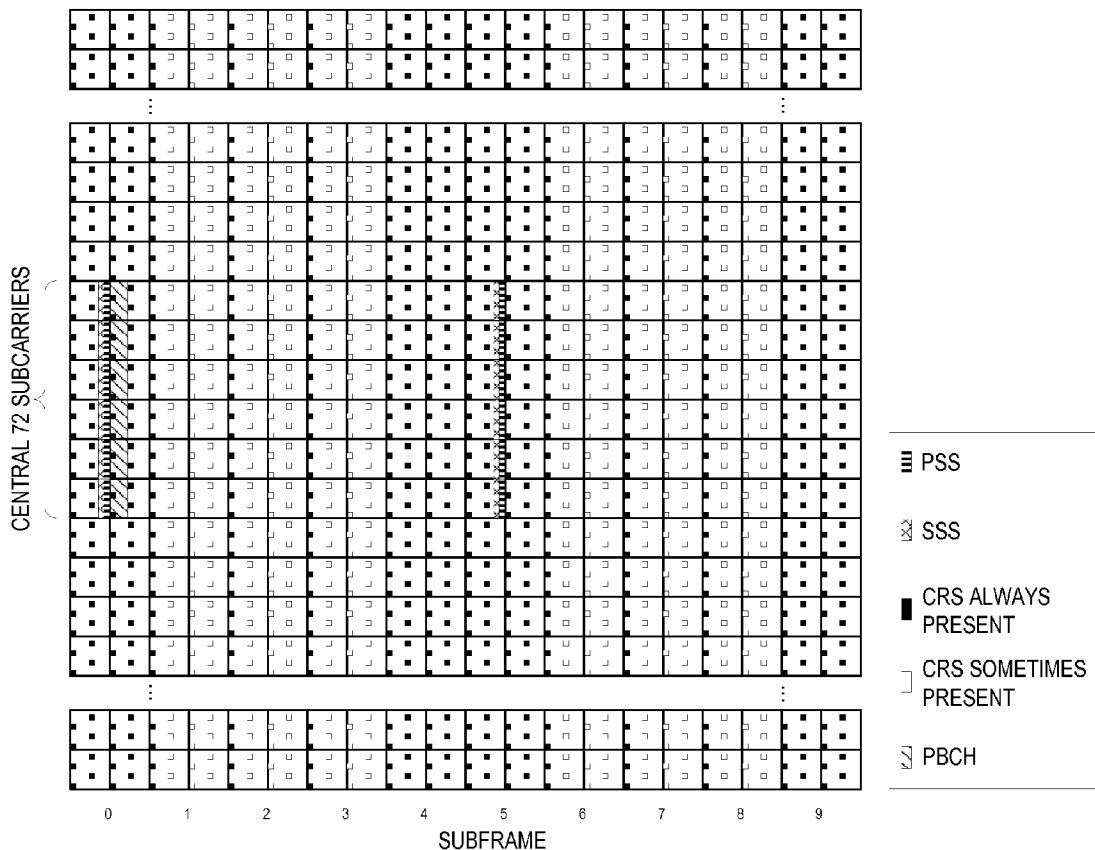 CENTRAL 72 SUBCARRIERS
PSS
SSS
CRS ALWAYS
PRESENT
CRS SOMETIMES
PRESENT
PBCH
0 1 2 3 4 5 6 7 8 9
SUBFRAME